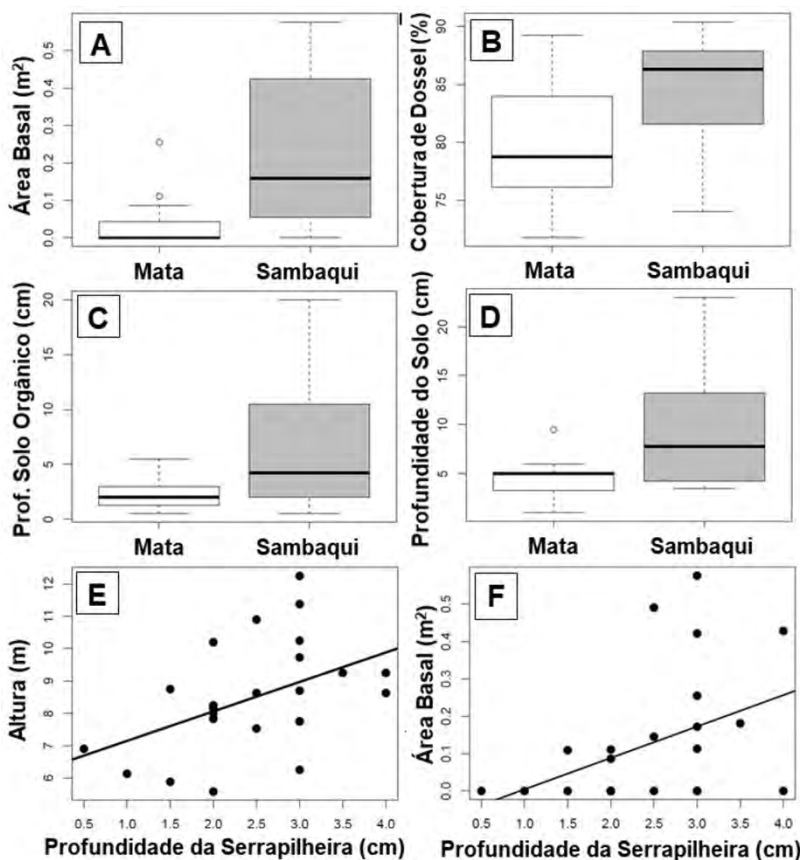 A
Área Basal (m²)
0.0 0.1 0.2 0.3 0.4 0.5
Mata Sambaqui
B
Cobertura de Dossel (%)
75 80 85 90
Mata Sambaqui
C
Prof. Solo Orgânico (cm)
0 5 10 15 20
Mata Sambaqui
D
Profundidade do Solo (cm)
5 10 15 20
Mata Sambaqui
E
Altura (m)
6 7 8 9 10 11 12
0.5 1.0 1.5 2.0 2.5 3.0 3.5 4.0
Profundidade da Serrapilheira (cm)
F
Área Basal (m²)
0.0 0.1 0.2 0.3 0.4 0.5
0.5 1.0 1.5 2.0 2.5 3.0 3.5 4.0
Profundidade da Serrapilheira (cm)